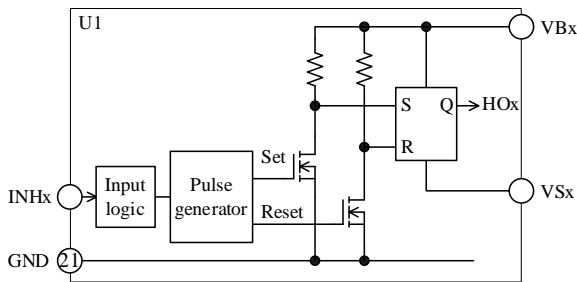 U1
VBx
S
Q
HOx
R
Set
INHx
Input
logic
Pulse
generator
VSx
Reset
GND
21